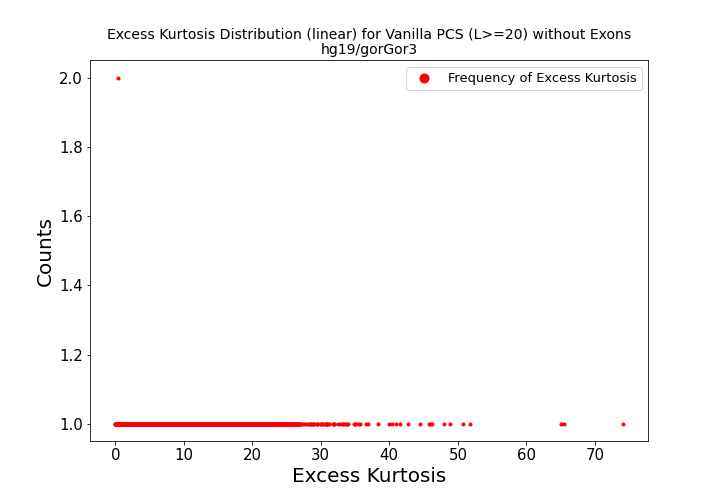 Excess Kurtosis Distribution (linear) for Vanilla PCS (L>=20) without Exons
hg19/gorGor3
Frequency of Excess Kurtosis
2.0
1.8
1.6
1.4
1.2
1.0
Counts
0 10 20 30 40 50 60 70
Excess Kurtosis